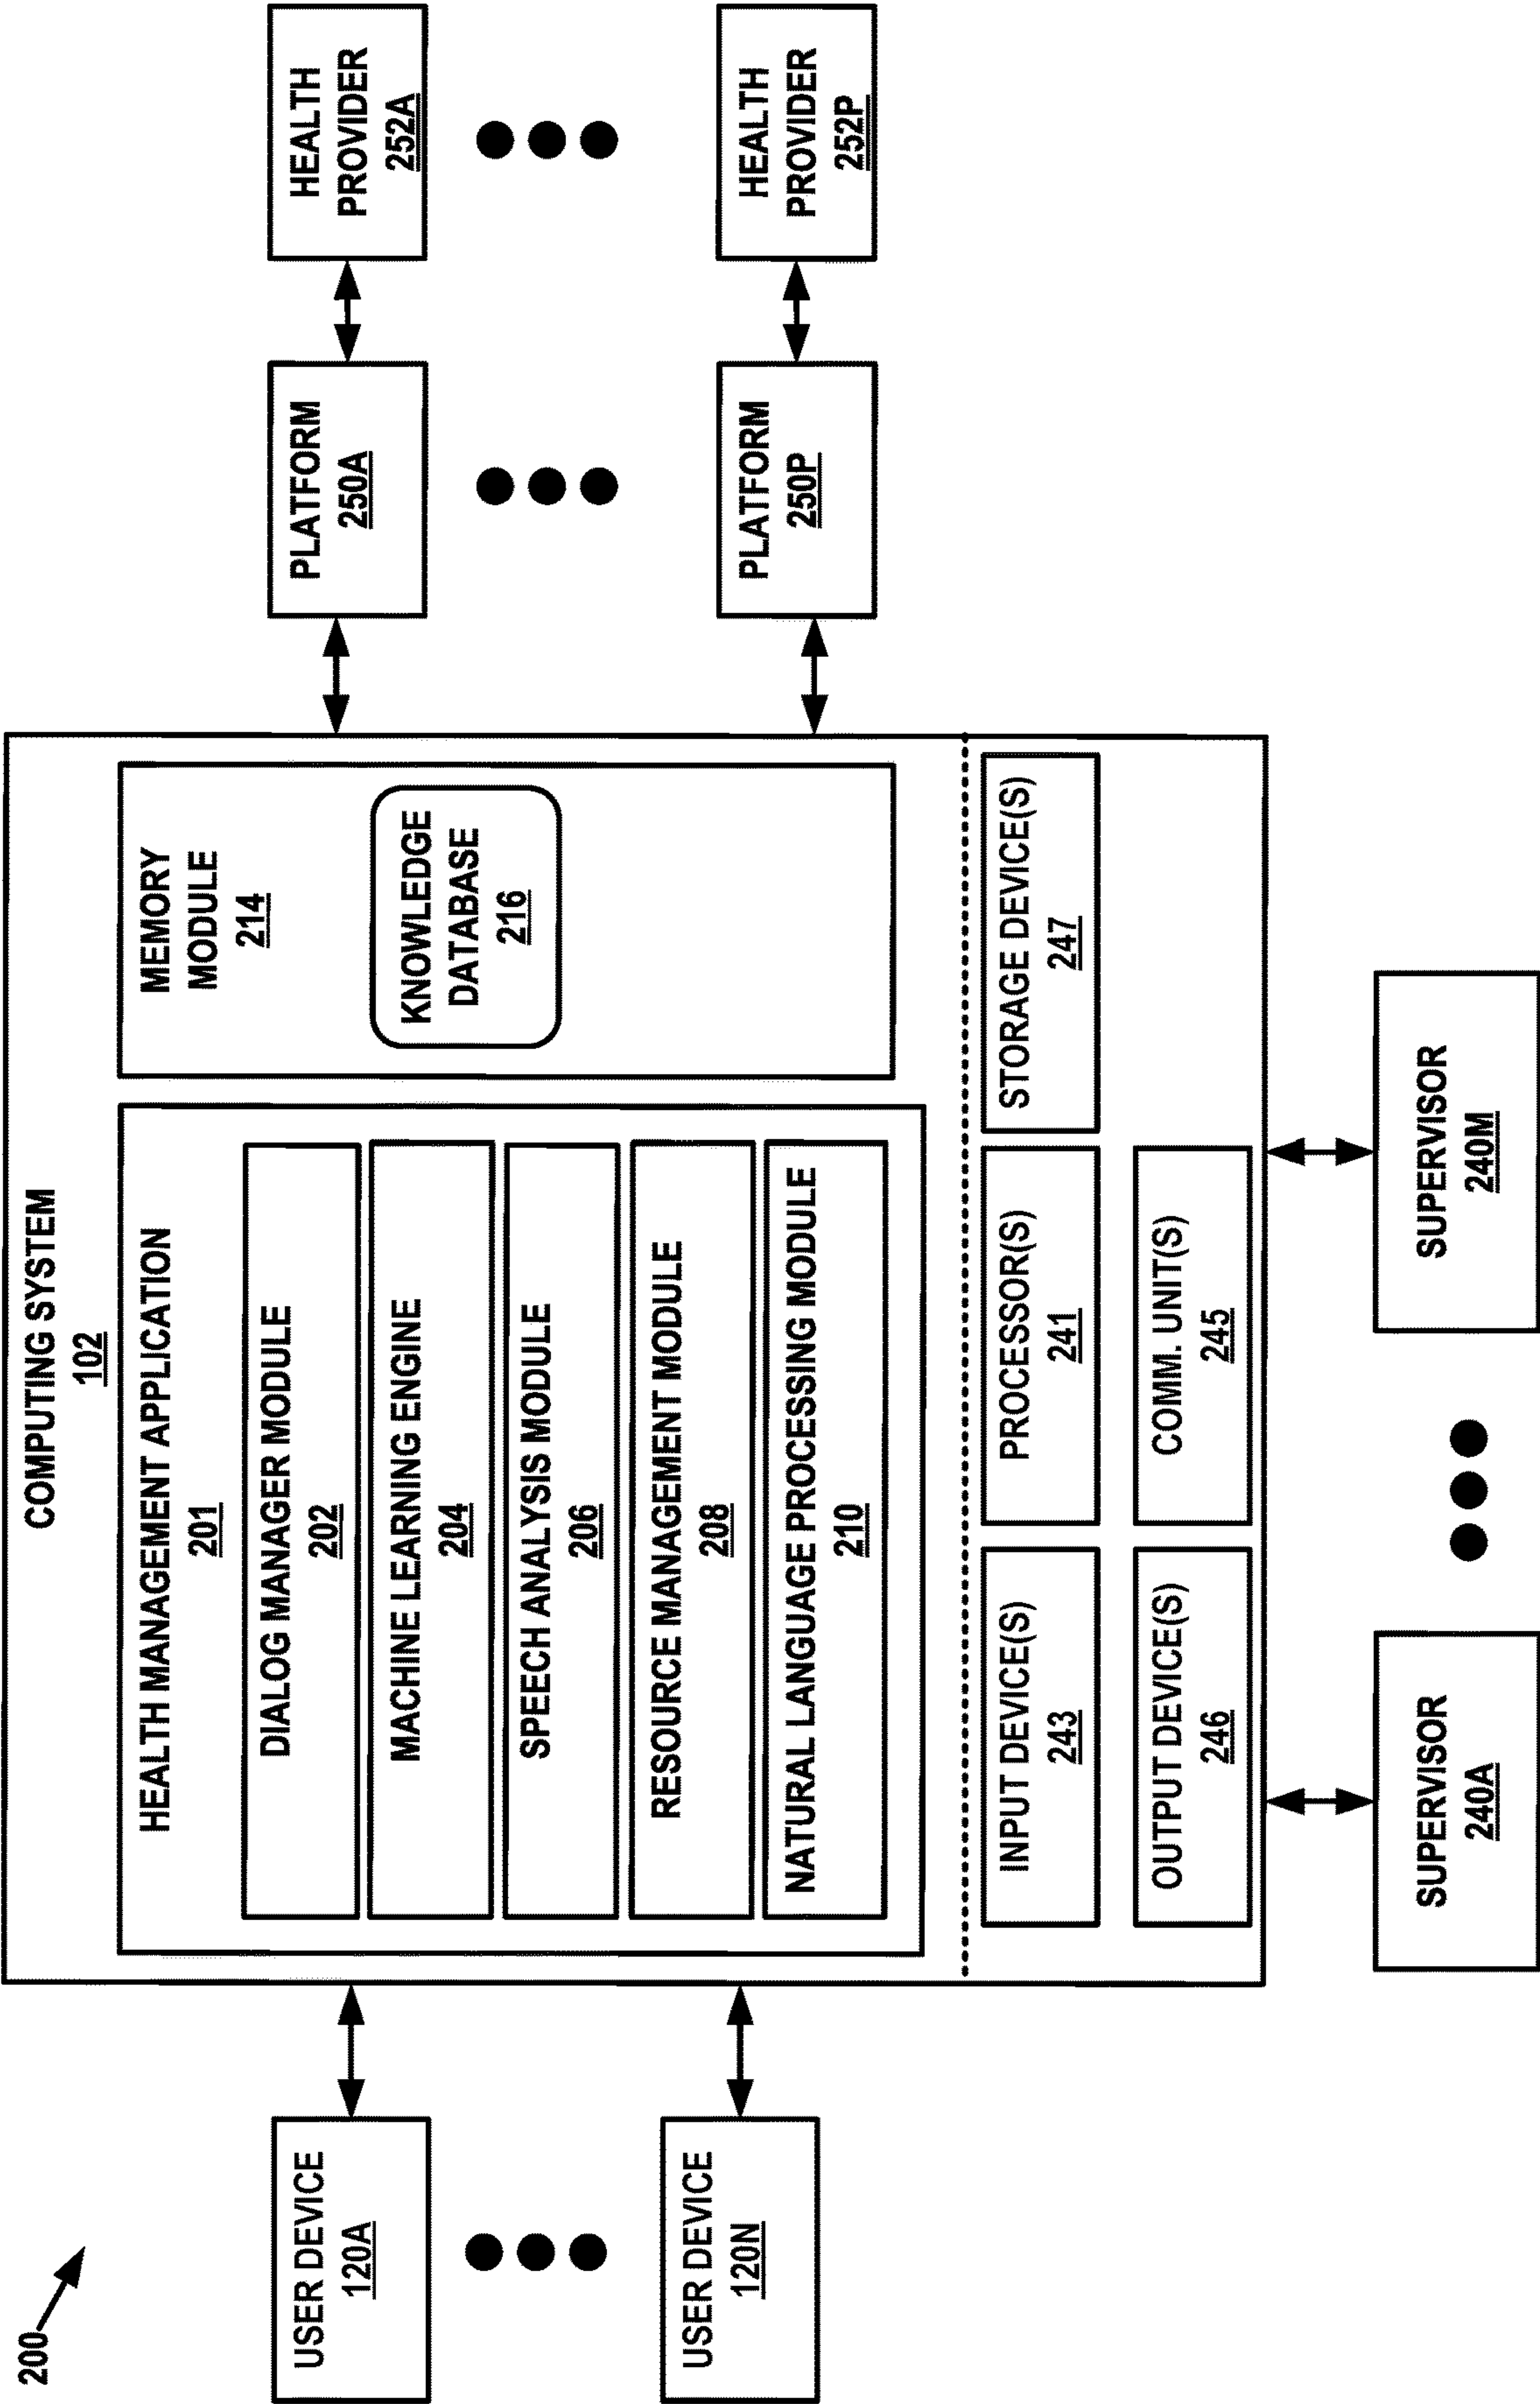 200
USER DEVICE
120A
USER DEVICE
120N
COMPUTING SYSTEM
102
HEALTH MANAGEMENT APPLICATION
201
DIALOG MANAGER MODULE
202
MACHINE LEARNING ENGINE
204
SPEECH ANALYSIS MODULE
206
RESOURCE MANAGEMENT MODULE
208
NATURAL LANGUAGE PROCESSING MODULE
210
MEMORY
MODULE
214
KNOWLEDGE
DATABASE
216
INPUT DEVICE(S)
243
PROCESSOR(S)
241
STORAGE DEVICE(S)
247
OUTPUT DEVICE(S)
246
COMM. UNIT(S)
245
PLATFORM
250A
HEALTH
PROVIDER
252A
PLATFORM
250P
HEALTH
PROVIDER
252P
SUPERVISOR
240A
SUPERVISOR
240M